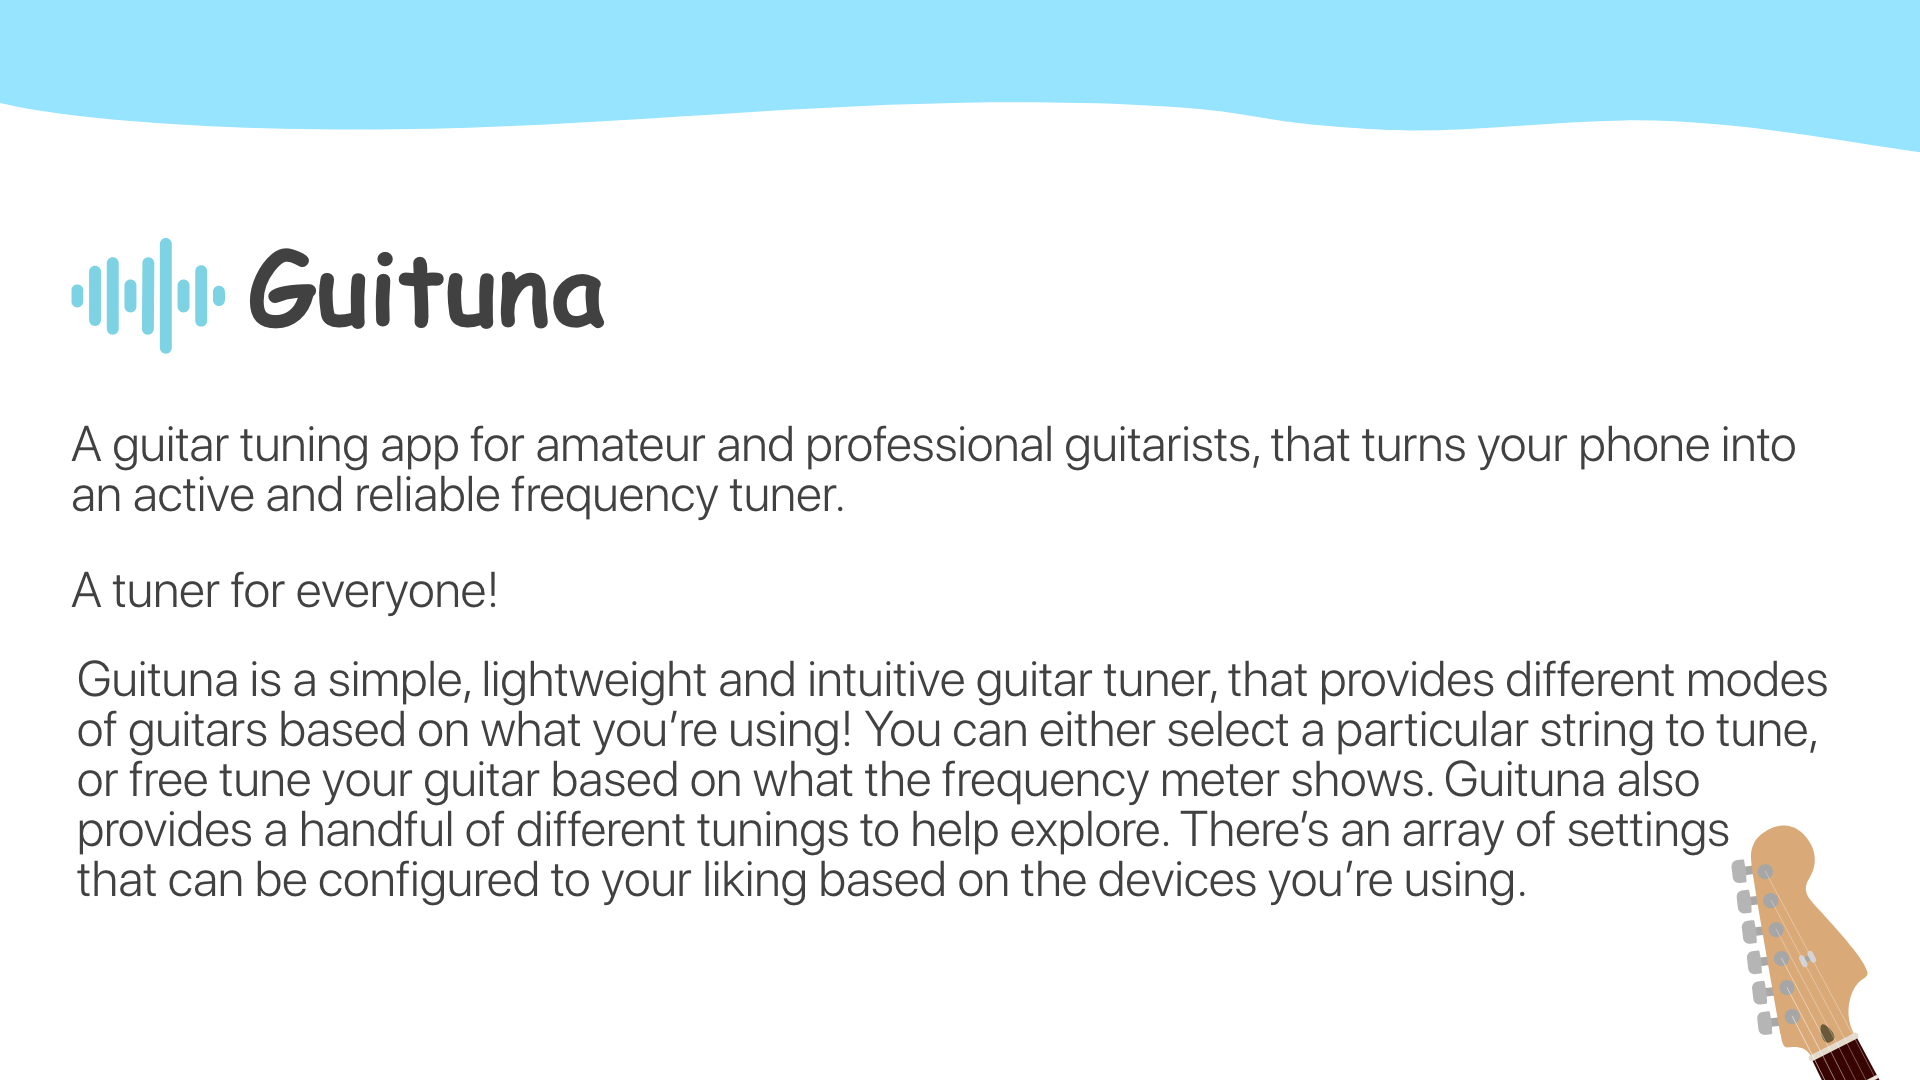 Guituna
A guitar tuning app for amateur and professional guitarists, that turns your phone into
an active and reliable frequency tuner.
A tuner for everyone!
Guituna is a simple, lightweight and intuitive guitar tuner, that provides different modes
of guitars based on what you’re using! You can either select a particular string to tune,
or free tune your guitar based on what the frequency meter shows. Guituna also
provides a handful of different tunings to help explore. There’s an array of settings
that can be configured to your liking based on the devices you’re using.